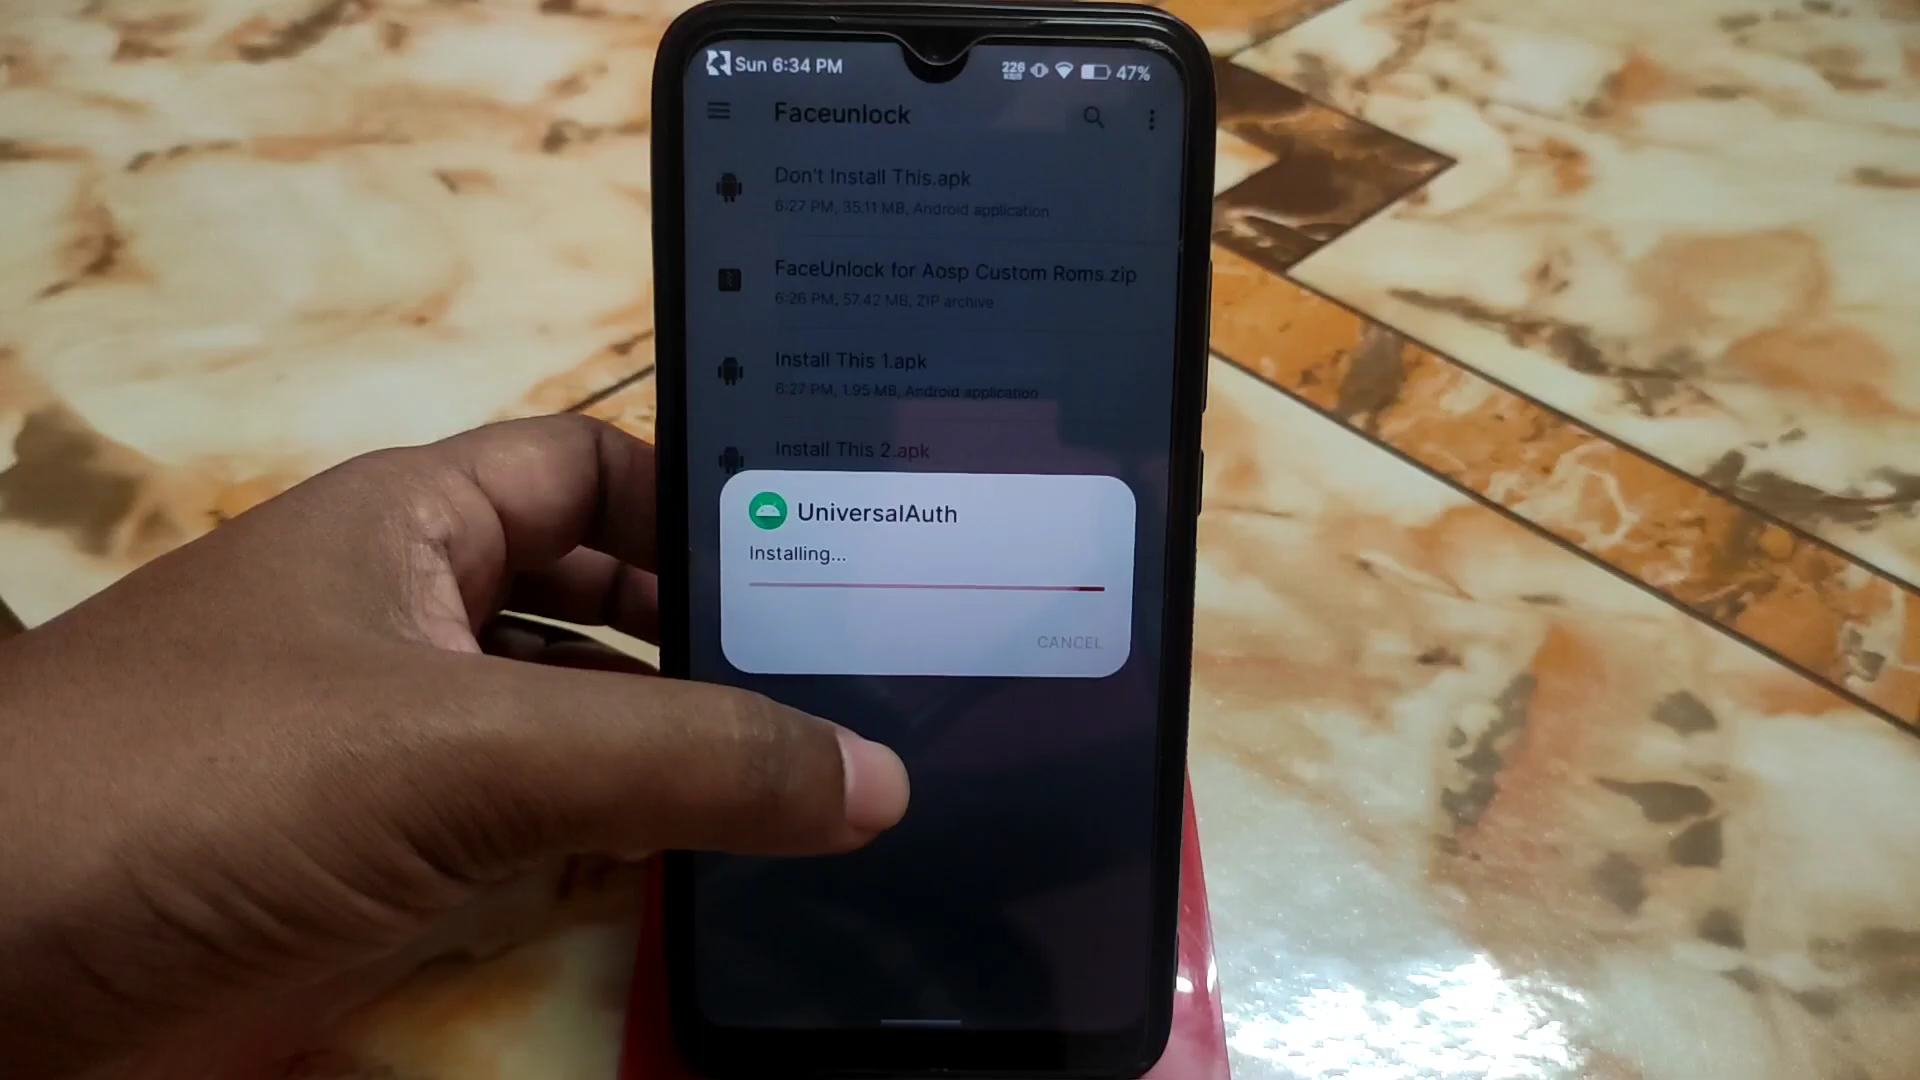 Sun 6:34 PM
226 KB/S 47%
Faceunlock
Don't Install This.apk
6:27 PM, 35.11 MB, Android application
FaceUnlock for Aosp Custom Roms.zip
6:26 PM, 57.42 MB, ZIP archive
Install This 1.apk
6:27 PM, 1.95 MB, Android application
Install This 2.apk
UniversalAuth
Installing...
CANCEL